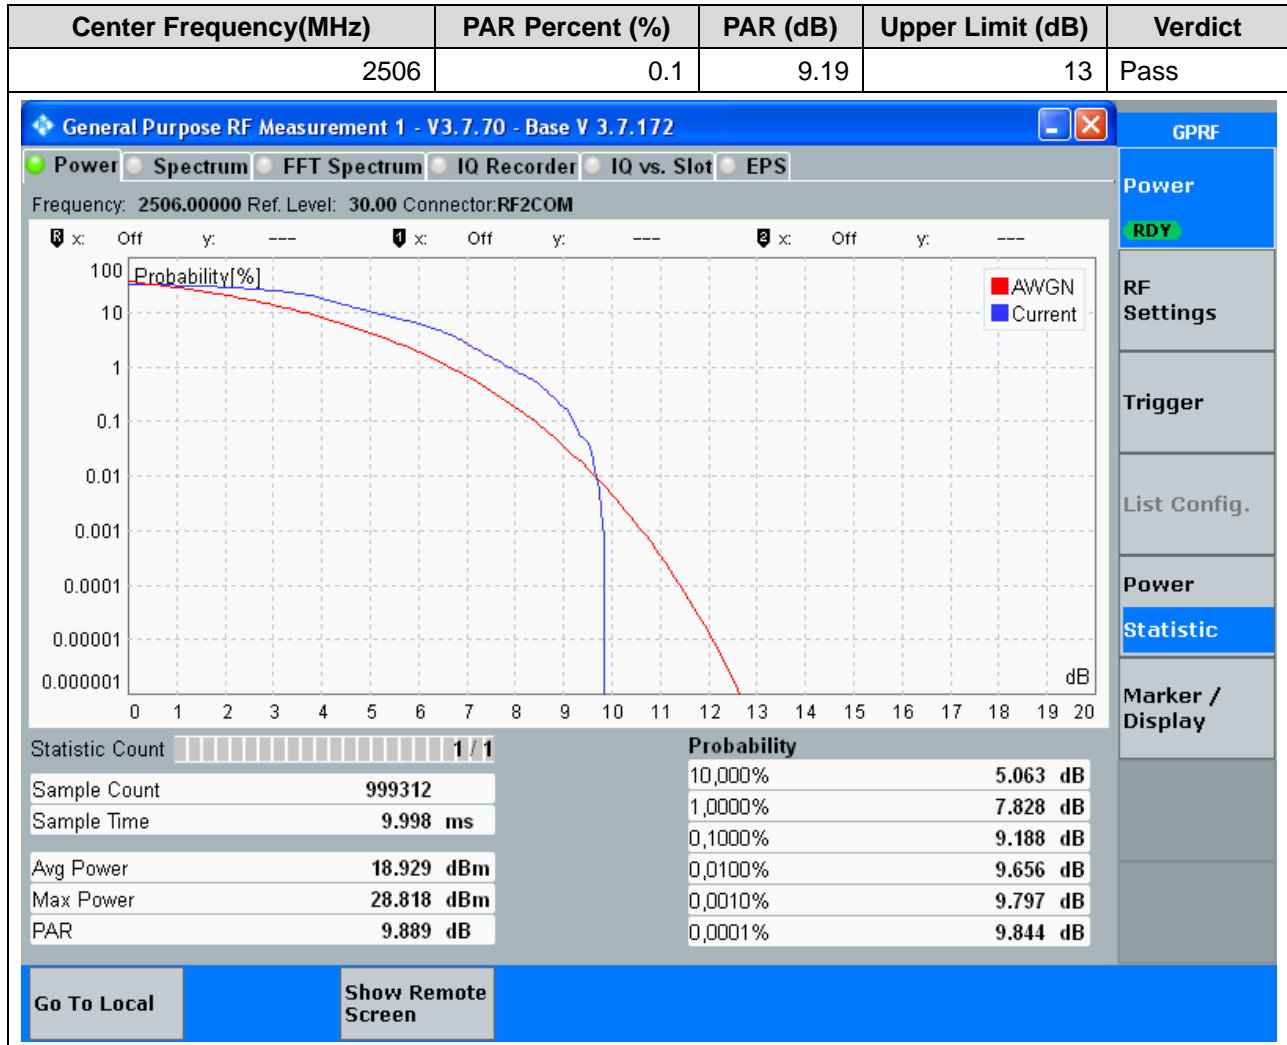 Center Frequency(MHz) PAR Percent (%) PAR (dB) Upper Limit (dB) Verdict
2506 0.1 9.19 13 Pass
General Purpose RF Measurement 1 - V3.7.70 - Base V 3.7.172
GPRF
Power Spectrum FFT Spectrum IQ Recorder IQ vs. Slot EPS
Frequency: 2506.00000 Ref. Level: 30.00 Connector:RF2COM
R x: Off y: --- 1 x: Off y: --- 2 x: Off y: ---
Probability[%]
100
10
1
0.1
0.01
0.001
0.0001
0.00001
0.000001
AWGN
Current
dB
0 1 2 3 4 5 6 7 8 9 10 11 12 13 14 15 16 17 18 19 20
Statistic Count 1 / 1
Sample Count 999312
Sample Time 9.998 ms
Avg Power 18.929 dBm
Max Power 28.818 dBm
PAR 9.889 dB
Probability
10,000% 5.063 dB
1,0000% 7.828 dB
0,1000% 9.188 dB
0,0100% 9.656 dB
0,0010% 9.797 dB
0,0001% 9.844 dB
Power
RDY
RF
Settings
Trigger
List Config.
Power
Statistic
Marker /
Display
Go To Local
Show Remote
Screen